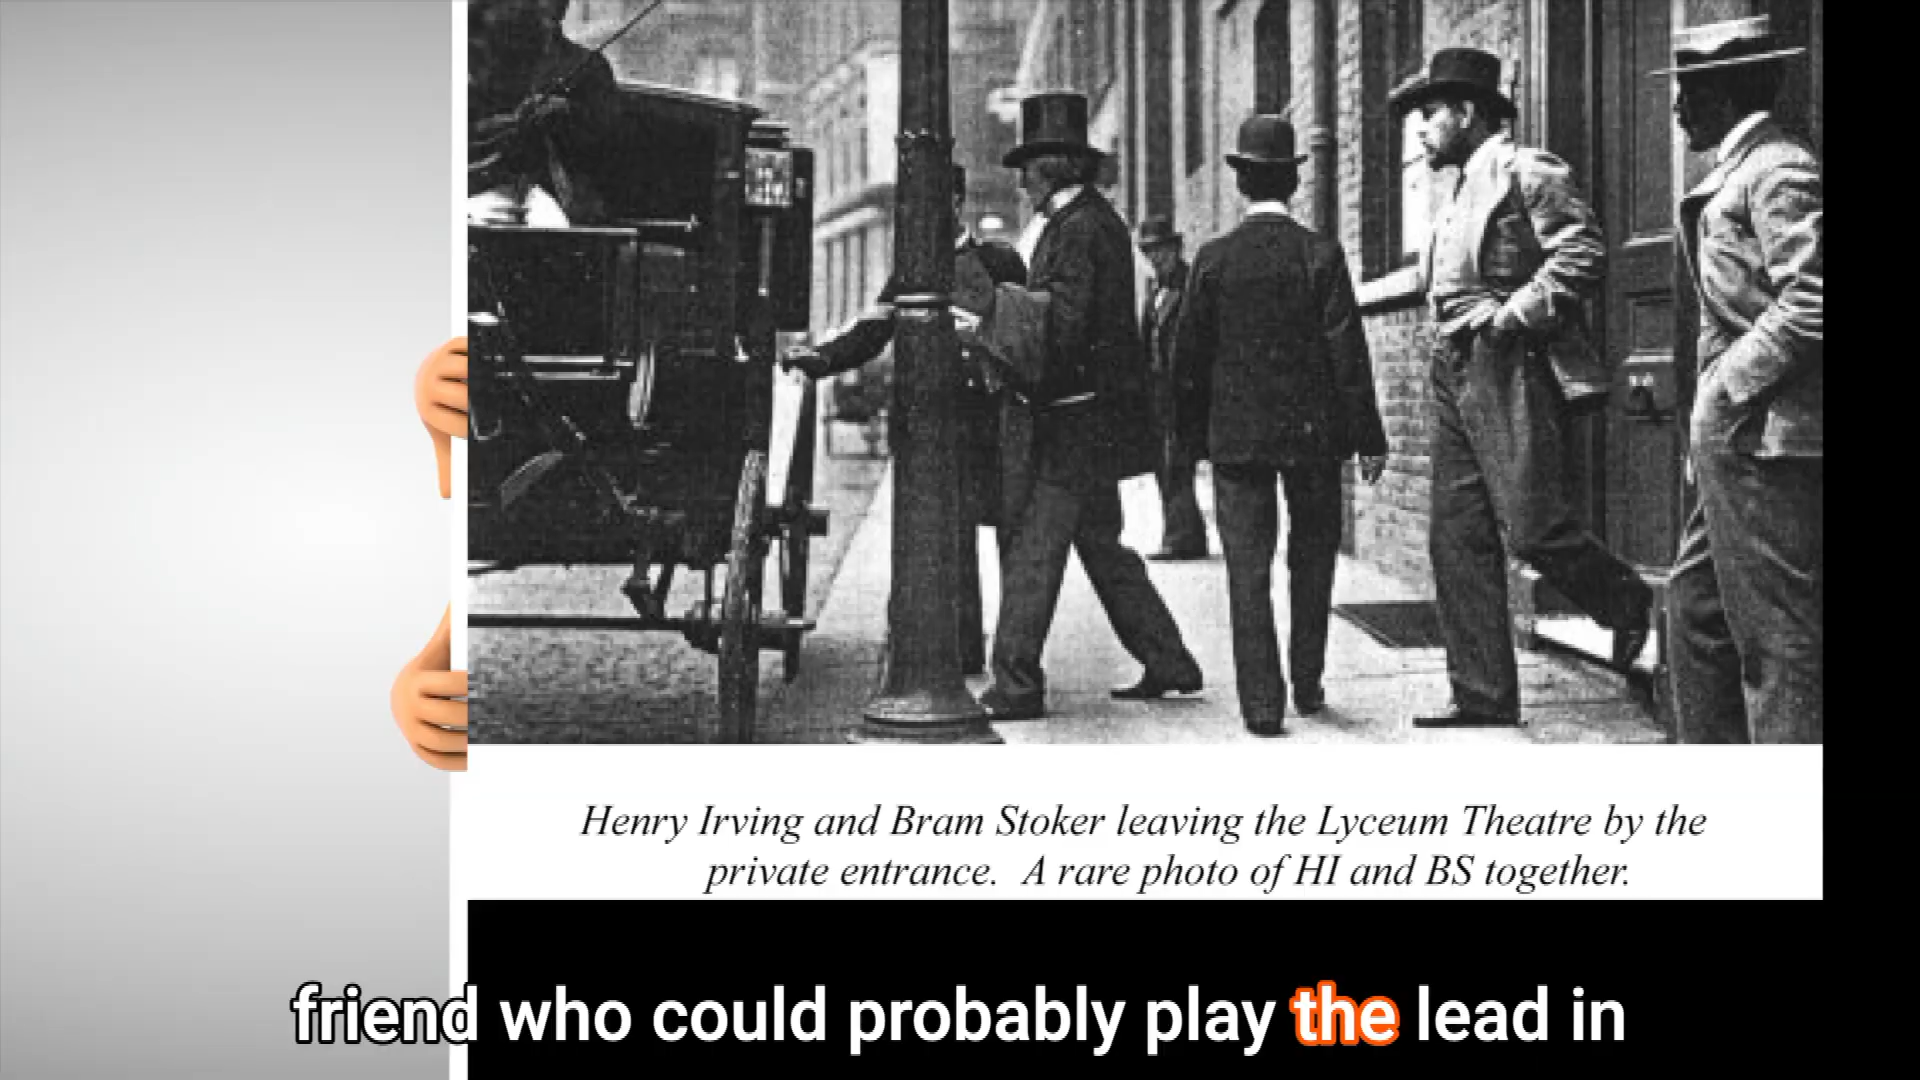 Henry Irving and Bram Stoker leaving the Lyceum Theatre by the
private entrance. A rare photo of HI and BS together.
friend who could probably play the lead in